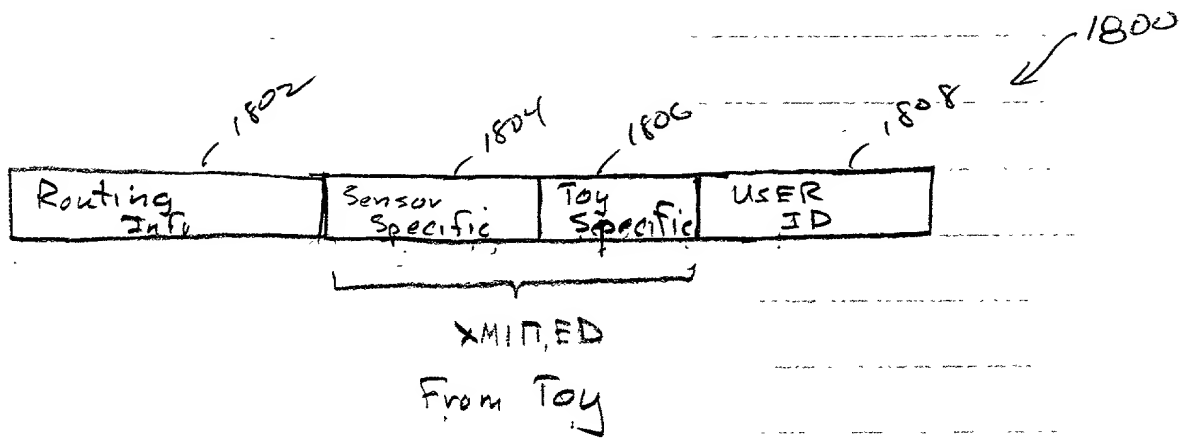 1800
1802
1804
1806
1808
Routing
Info
Sensor
Specific
Toy
Specific
USER
ID
XMITTED
From Toy